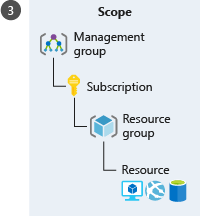 3
Scope
Management
group
Subscription
Resource
group
Resource